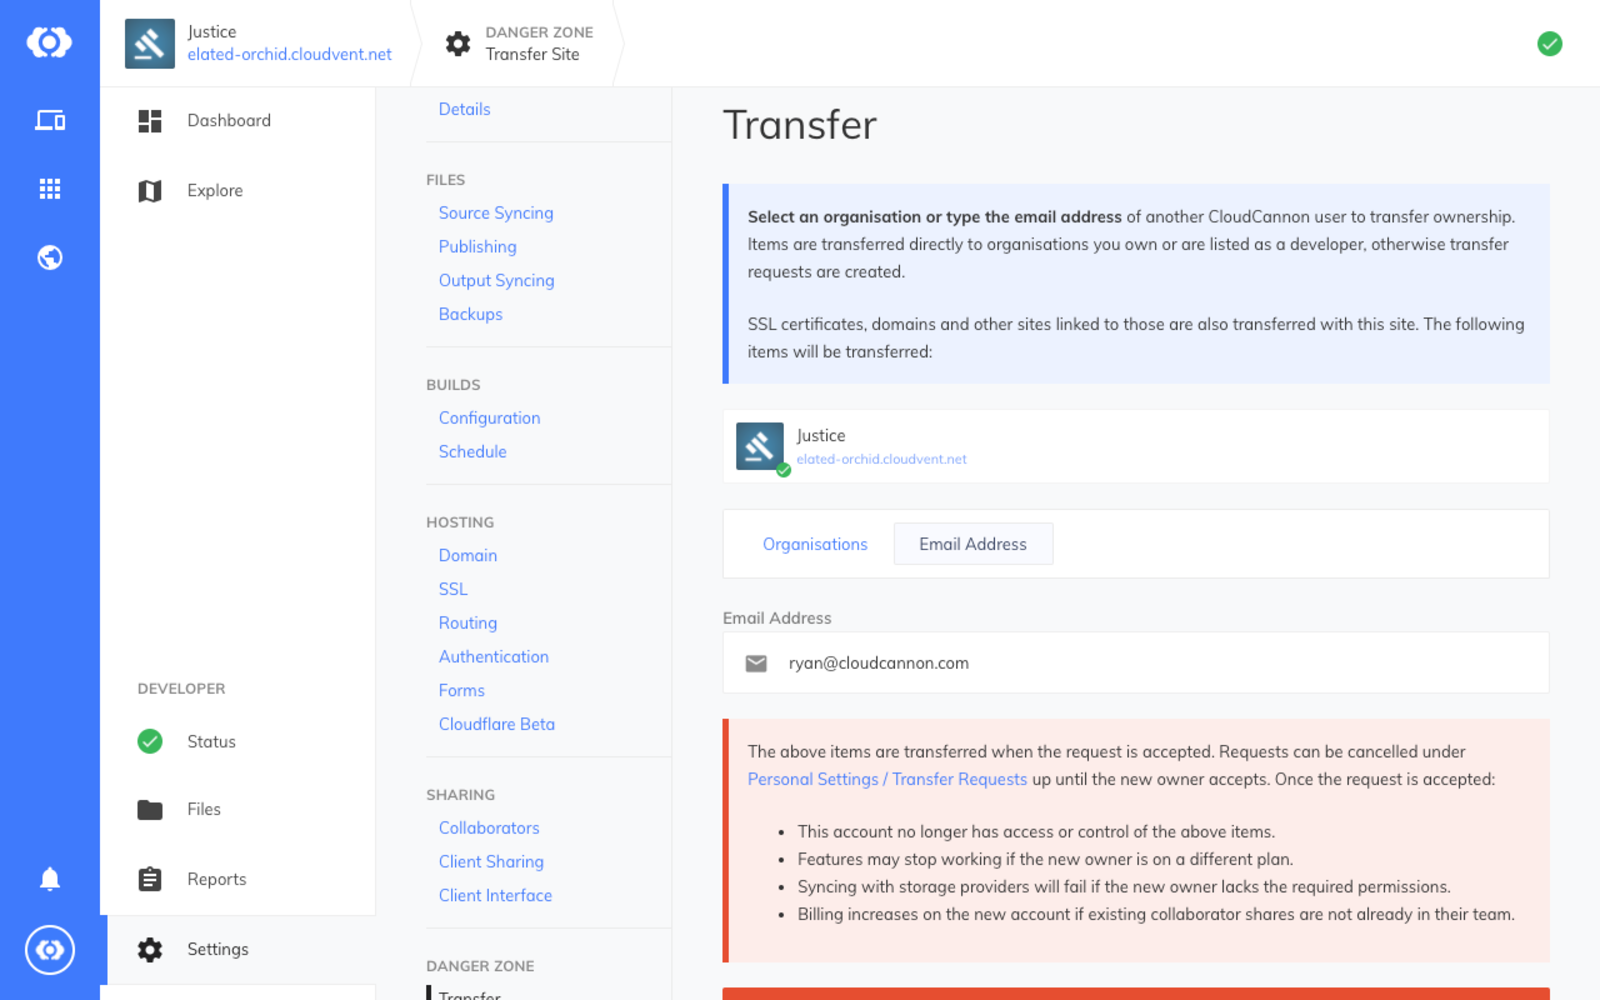 Justice
elated-orchid.cloudvent.net
DANGER ZONE
Transfer Site
Dashboard
Explore
DEVELOPER
Status
Files
Reports
Settings
Details
FILES
Source Syncing
Publishing
Output Syncing
Backups
BUILDS
Configuration
Schedule
HOSTING
Domain
SSL
Routing
Authentication
Forms
Cloudflare Beta
SHARING
Collaborators
Client Sharing
Client Interface
DANGER ZONE
Transfer
Transfer
Select an organisation or type the email address of another CloudCannon user to transfer ownership.
Items are transferred directly to organisations you own or are listed as a developer, otherwise transfer
requests are created.
SSL certificates, domains and other sites linked to those are also transferred with this site. The following
items will be transferred:
Justice
elated-orchid.cloudvent.net
Organisations
Email Address
Email Address
ryan@cloudcannon.com
The above items are transferred when the request is accepted. Requests can be cancelled under
Personal Settings / Transfer Requests up until the new owner accepts. Once the request is accepted:
• This account no longer has access or control of the above items.
• Features may stop working if the new owner is on a different plan.
• Syncing with storage providers will fail if the new owner lacks the required permissions.
• Billing increases on the new account if existing collaborator shares are not already in their team.